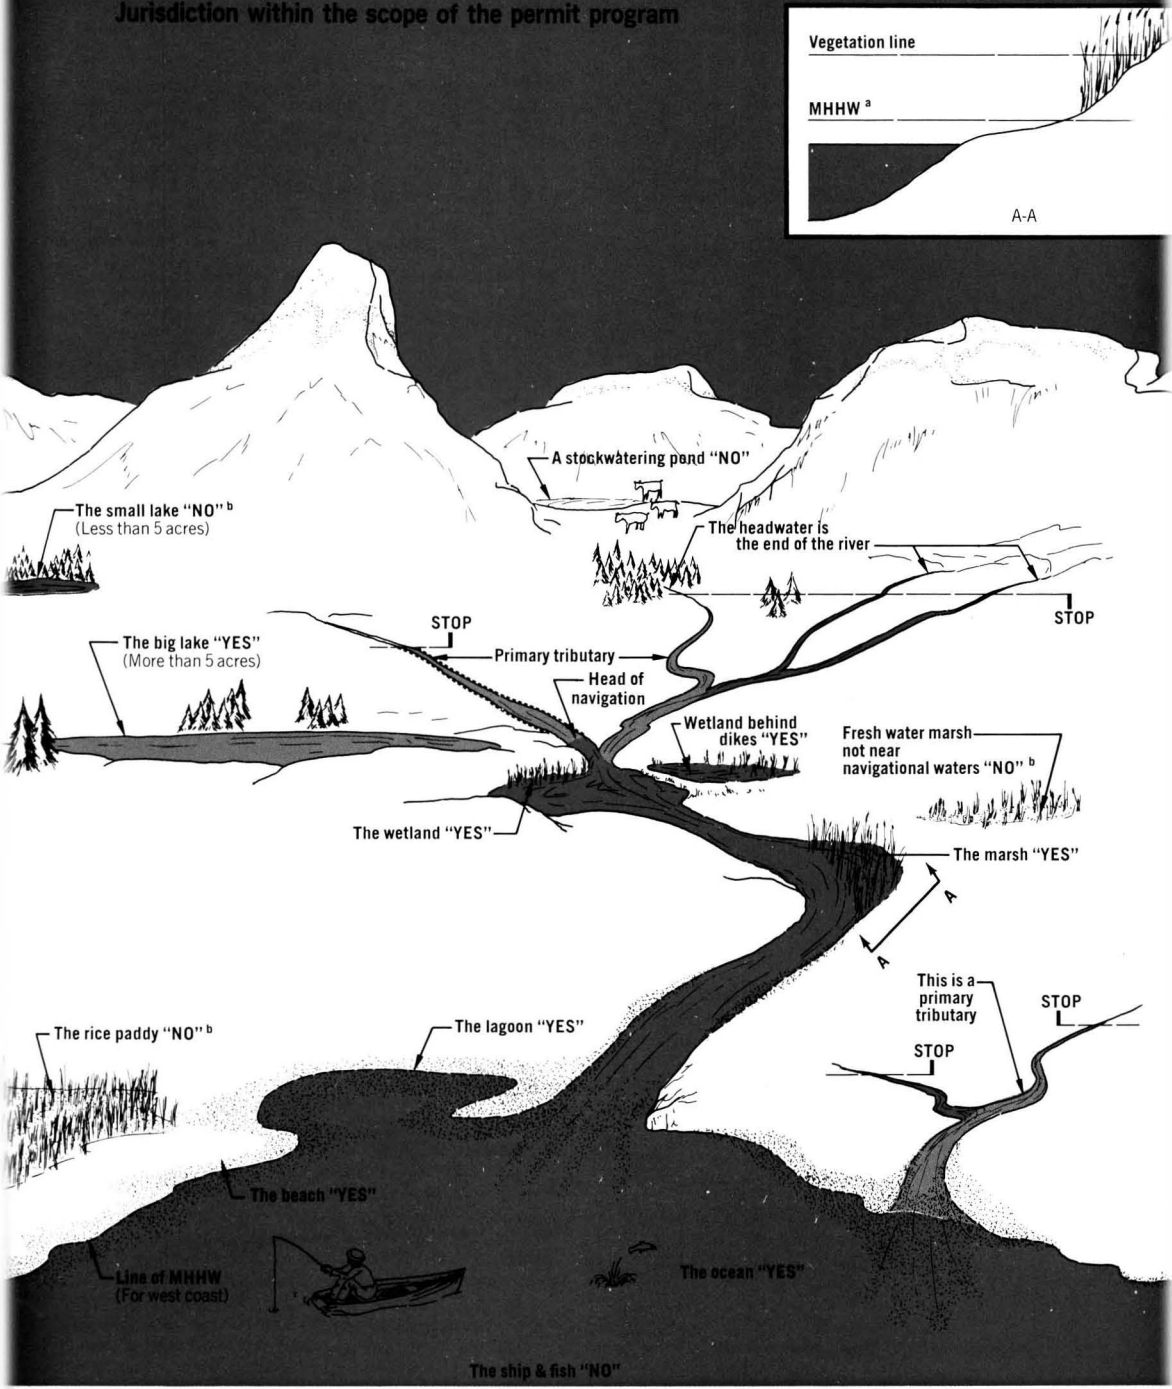 Jurisdiction within the scope of the permit program
Vegetation line
MHHW a
A-A
A stockwatering pond “NO”
The small lake “NO” b
(Less than 5 acres)
The headwater is
the end of the river
STOP
STOP
The big lake “YES”
(More than 5 acres)
Primary tributary
Head of
navigation
Wetland behind
dikes “YES”
Fresh water marsh
not near
navigational waters “NO” b
The wetland “YES”
The marsh “YES”
A
A
This is a
primary
tributary
STOP
STOP
The lagoon “YES”
The rice paddy “NO” b
The beach “YES”
Line of MHHW
(For west coast)
The ocean “YES”
The ship & fish “NO”